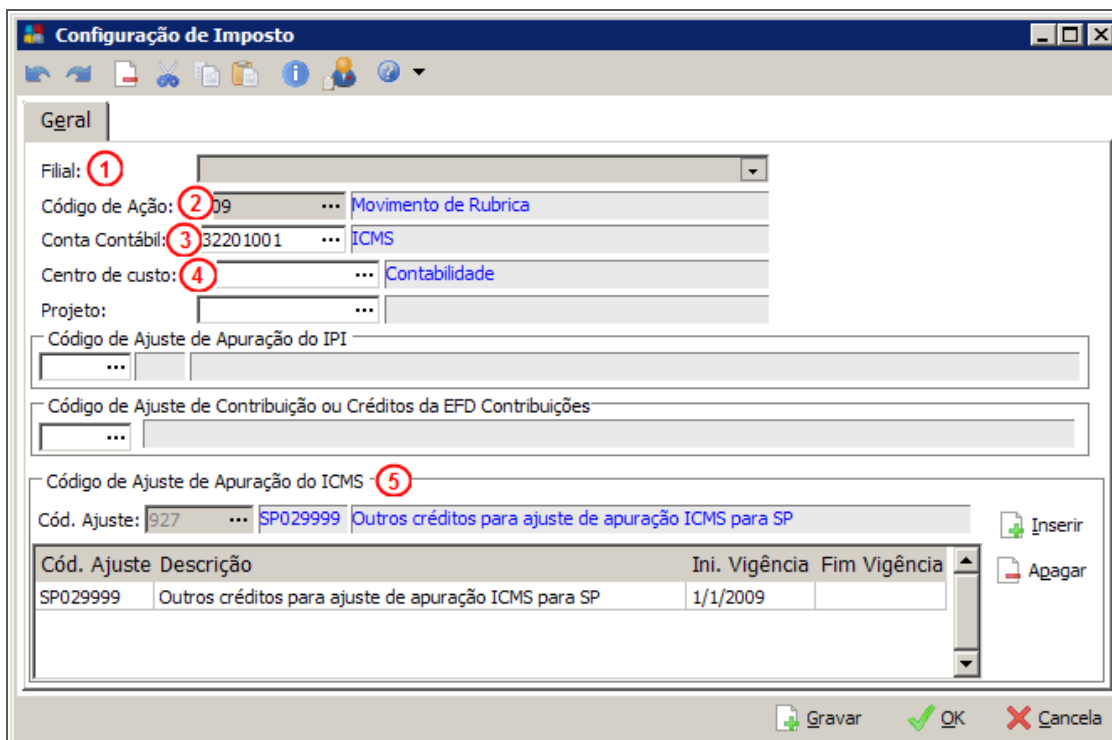 Configuração de Imposto
Geral
Filial: 1
Código de Ação: 2 09 ... Movimento de Rubrica
Conta Contábil: 3 32201001 ... ICMS
Centro de custo: 4 ... Contabilidade
Projeto: ...
Código de Ajuste de Apuração do IPI
...
Código de Ajuste de Contribuição ou Créditos da EFD Contribuições
...
Código de Ajuste de Apuração do ICMS 5
Cód. Ajuste: 927 ... SP029999 Outros créditos para ajuste de apuração ICMS para SP
Inserir
Cód. Ajuste Descrição Ini. Vigência Fim Vigência
Apagar
SP029999 Outros créditos para ajuste de apuração ICMS para SP 1/1/2009
Gravar OK Cancela